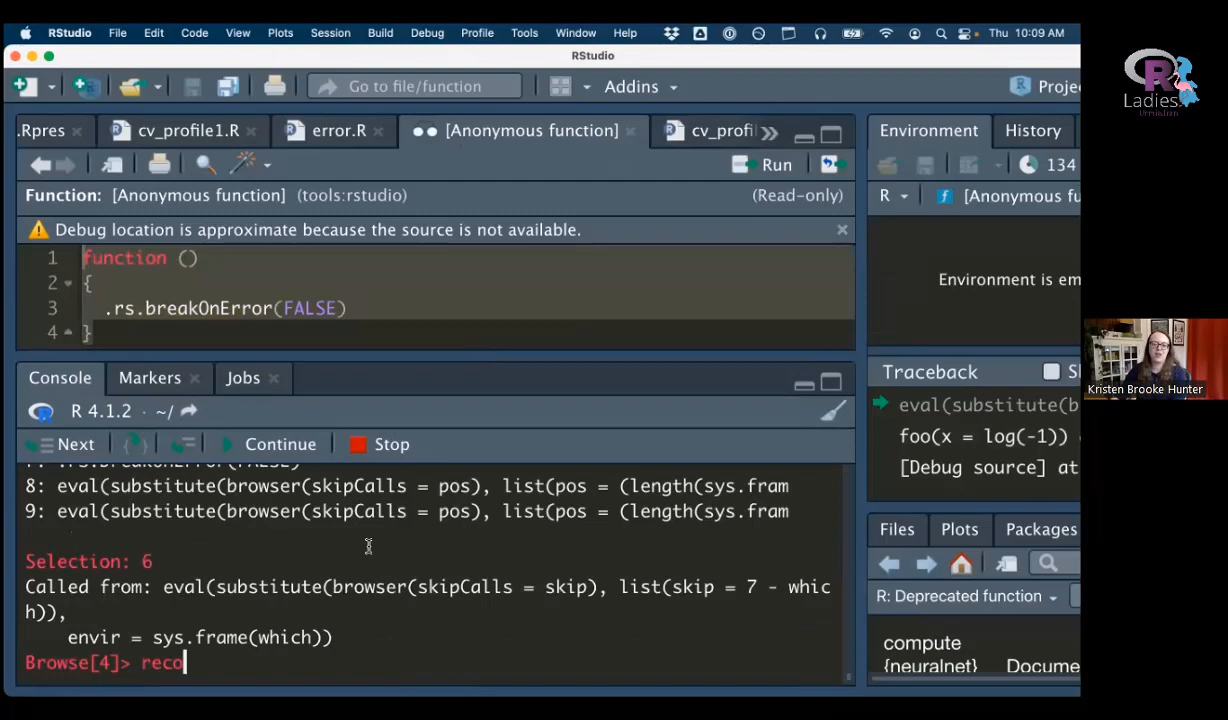 RStudio File Edit Code View Plots Session Build Debug Profile Tools Window Help Thu 10:09 AM
RStudio
Go to file/function Addins Proje
.Rpres cv_profile1.R error.R [Anonymous function] cv_profi
Run
Function: [Anonymous function] (tools:rstudio) (Read-only)
Debug location is approximate because the source is not available.
1 function ()
2 {
3 .rs.breakOnError(FALSE)
4 }
Console Markers Jobs
R 4.1.2 · ~/
Next Continue Stop
7: .rs.breakOnError(FALSE)
8: eval(substitute(browser(skipCalls = pos), list(pos = (length(sys.fram
9: eval(substitute(browser(skipCalls = pos), list(pos = (length(sys.fram
Selection: 6
Called from: eval(substitute(browser(skipCalls = skip), list(skip = 7 - whic
h)),
envir = sys.frame(which))
Browse[4]> reco
Environment History
134
R [Anonymous fu
Environment is em
Traceback S
eval(substitute(b
foo(x = log(-1))
[Debug source] at
Files Plots Packages
R: Deprecated function
compute
{neuralnet} Docume
R
Ladies
Kristen Brooke Hunter